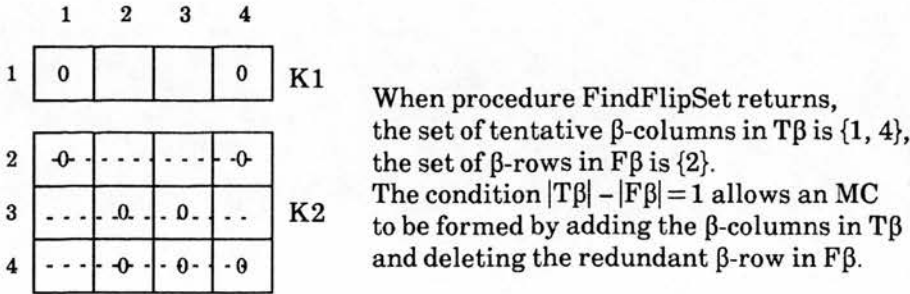 1 2 3 4
1 0 0 K1
When procedure FindFlipSet returns,
the set of tentative β-columns in Tβ is {1, 4},
2 0 0
the set of β-rows in Fβ is {2}.
The condition |Tβ| – |Fβ| = 1 allows an MC
3 0 0 K2
to be formed by adding the β-columns in Tβ
4 0 0 0
and deleting the redundant β-row in Fβ.